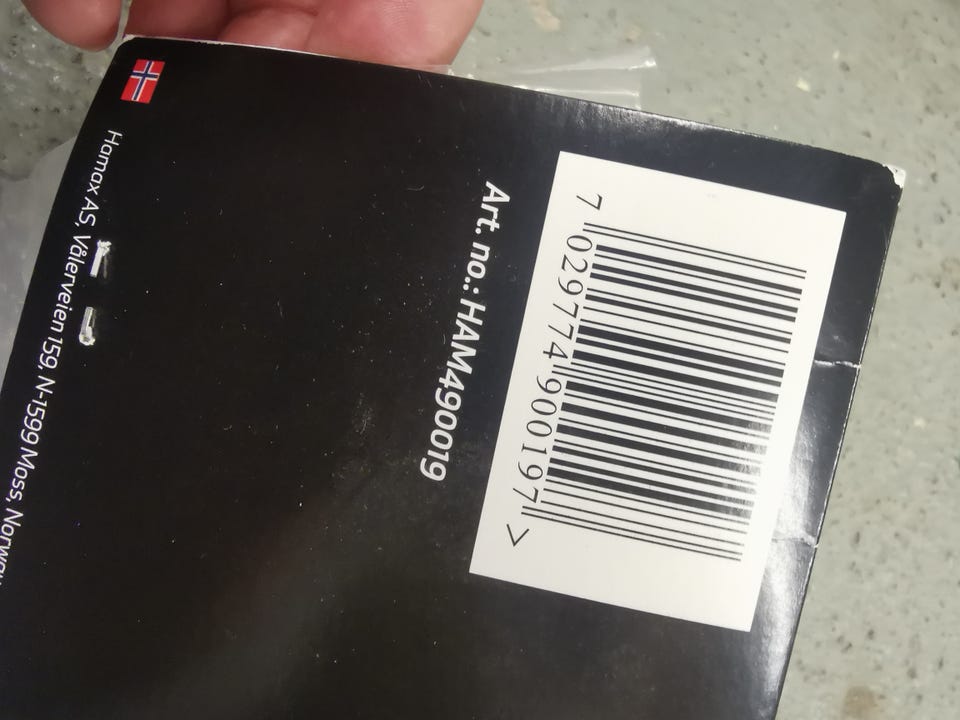 7 029774 900197 >
Art. no.: HAM490019
Hamax AS, Vålerveien 159, N-1599 Moss, Norway